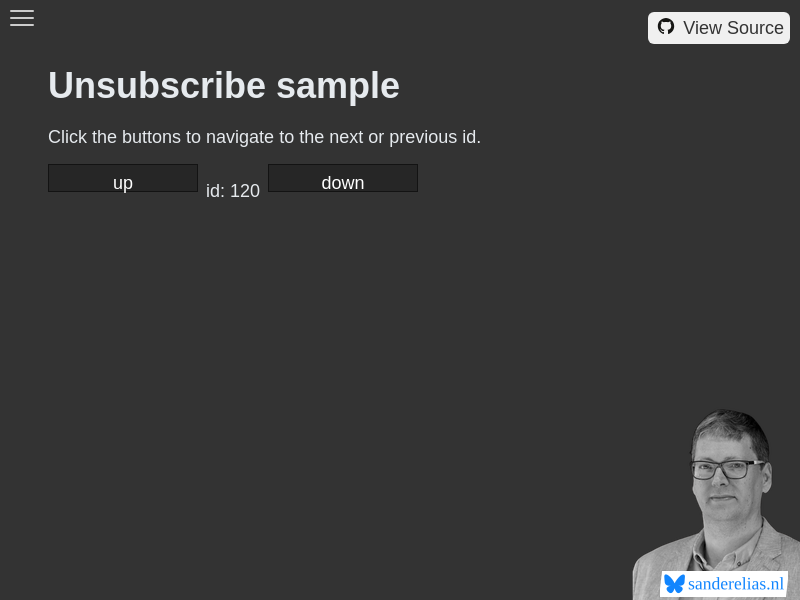 View Source
Unsubscribe sample
Click the buttons to navigate to the next or previous id.
up id: 120 down
sanderelias.nl